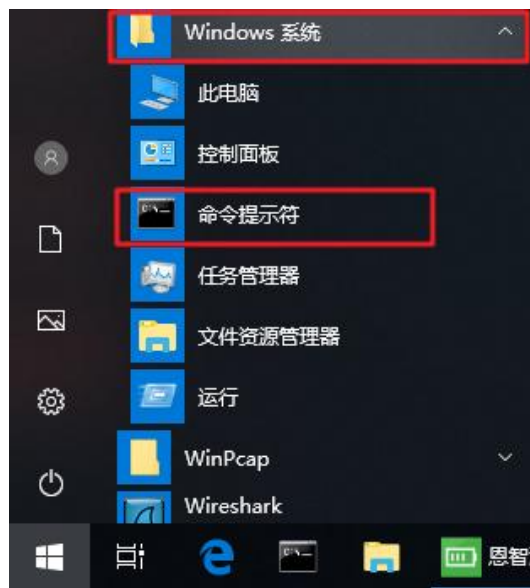 Windows 系统
此电脑
控制面板
命令提示符
任务管理器
文件资源管理器
运行
WinPcap
Wireshark
恩智